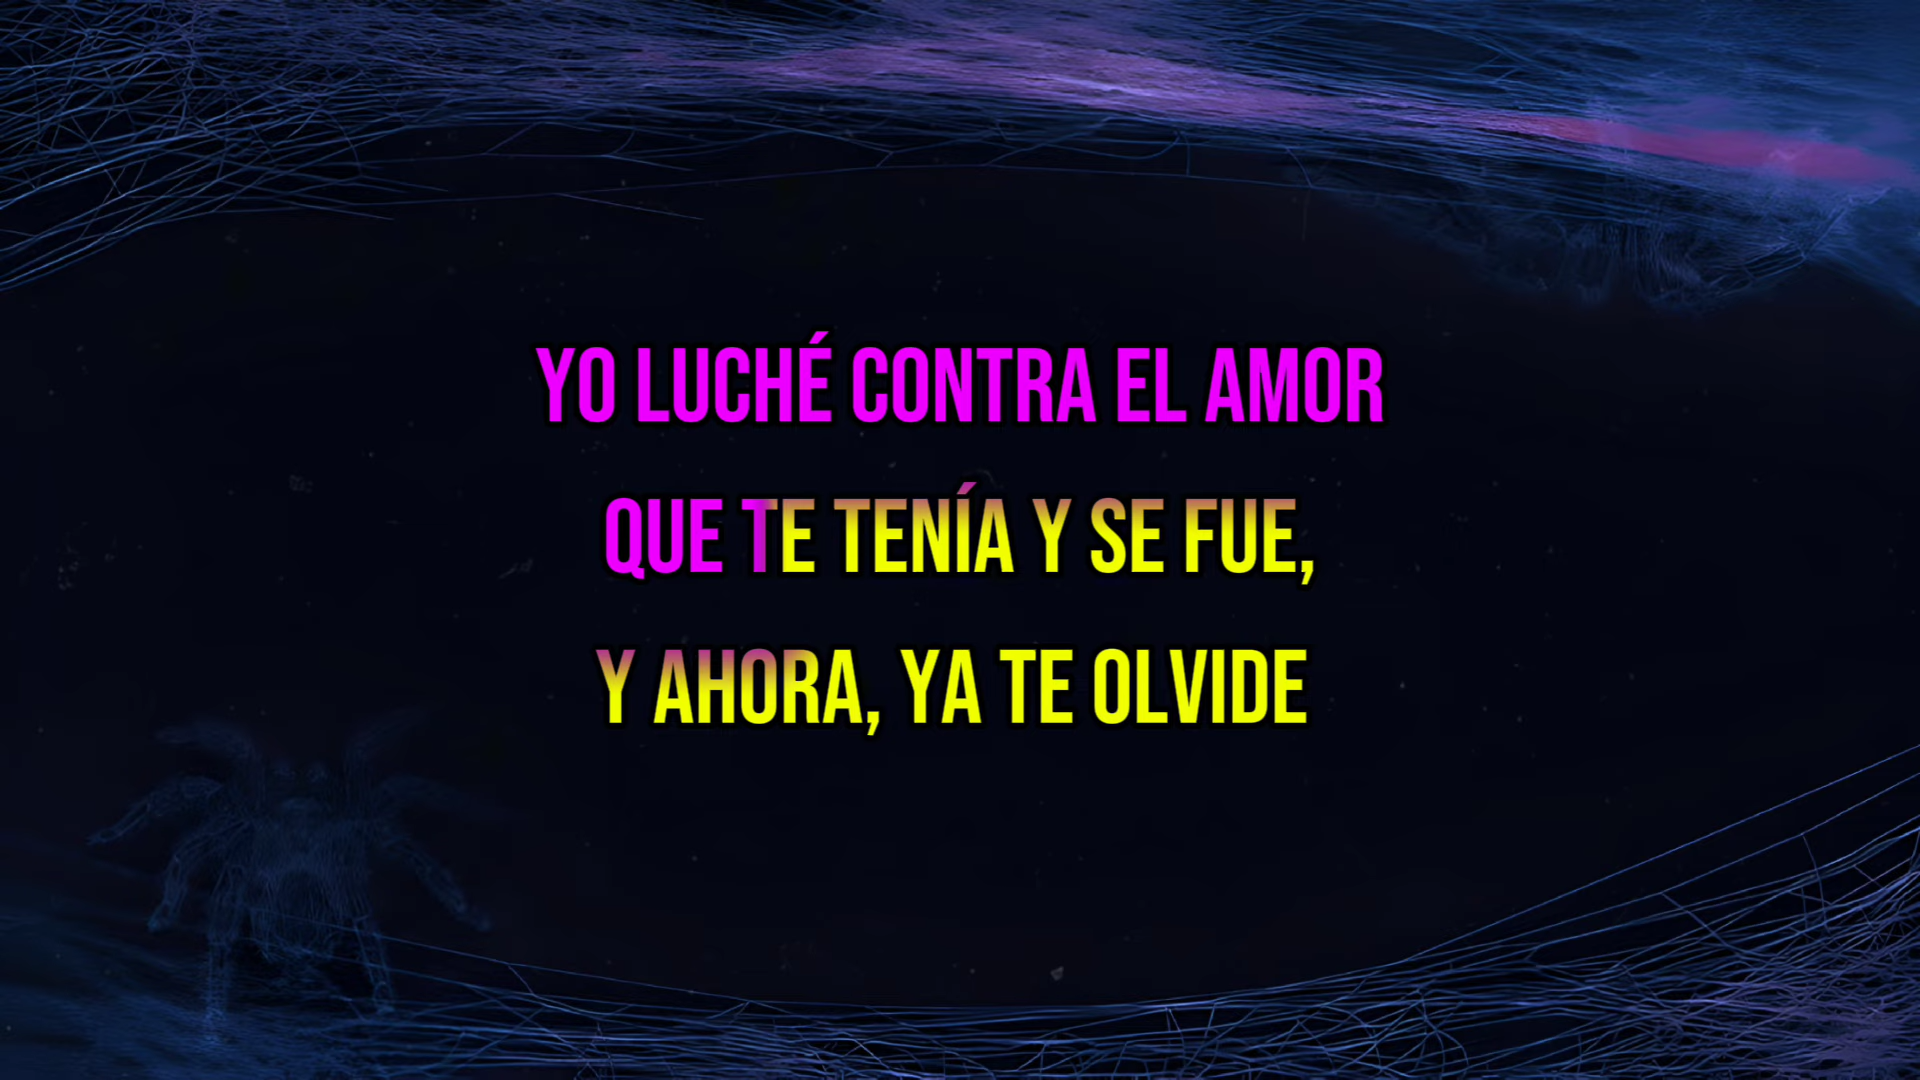 YO LUCHÉ CONTRA EL AMOR
QUE TE TENÍA Y SE FUE,
Y AHORA, YA TE OLVIDE